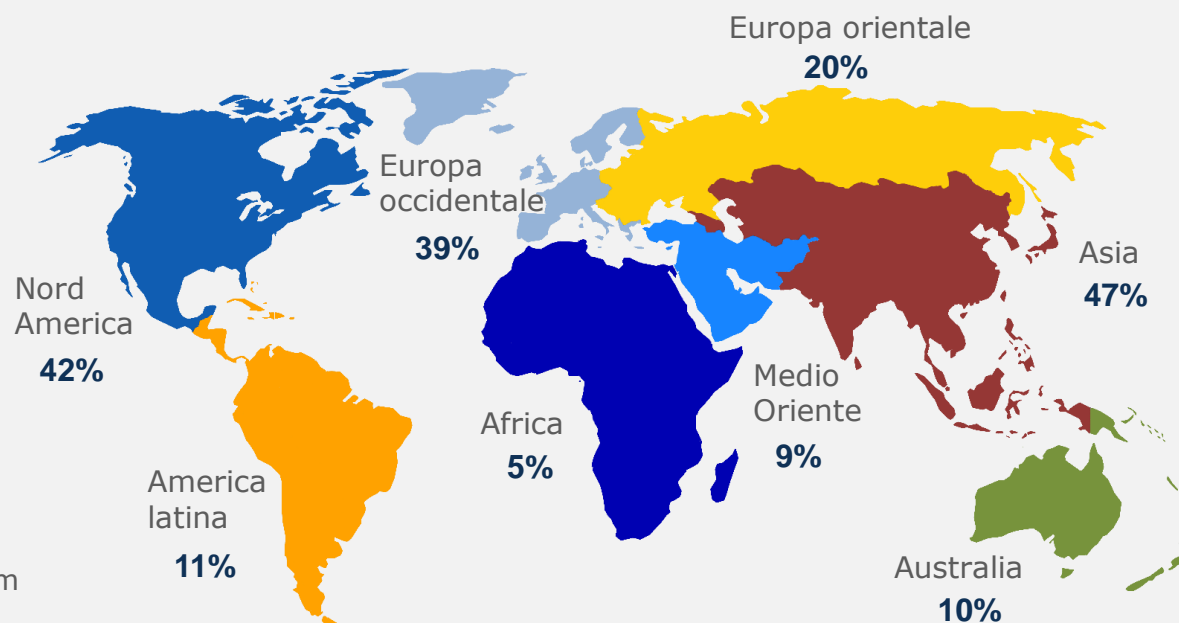 Europa orientale
20%
Europa
occidentale
39%
Nord
America
42%
Asia
47%
Medio
Oriente
9%
Africa
5%
America
latina
11%
Australia
10%
m